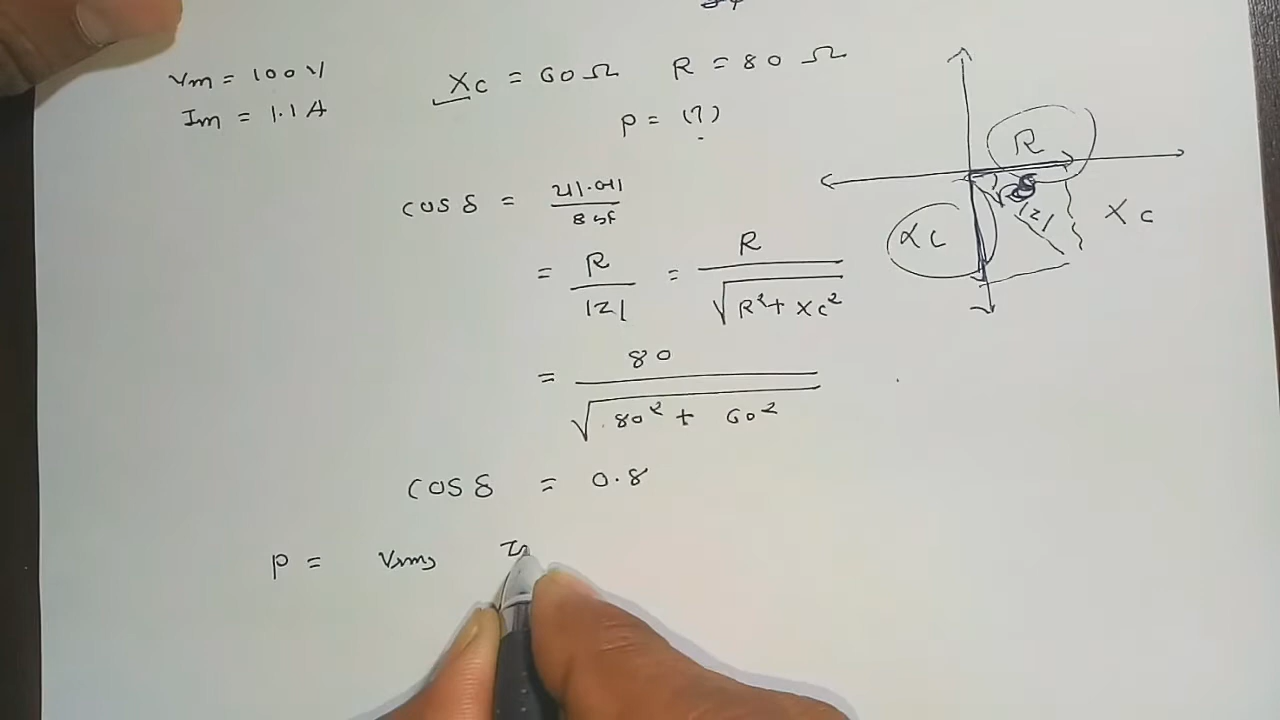 Vm = 100 V
Im = 1.1 A
Xc = 60 Ω R = 80 Ω
P = (?)
cos δ =
= R / |z| = R / √R²+ Xc²
= 80 / √80² + 60²
cos δ = 0.8
P = Vrms I
R
Xc
|z|
Xc